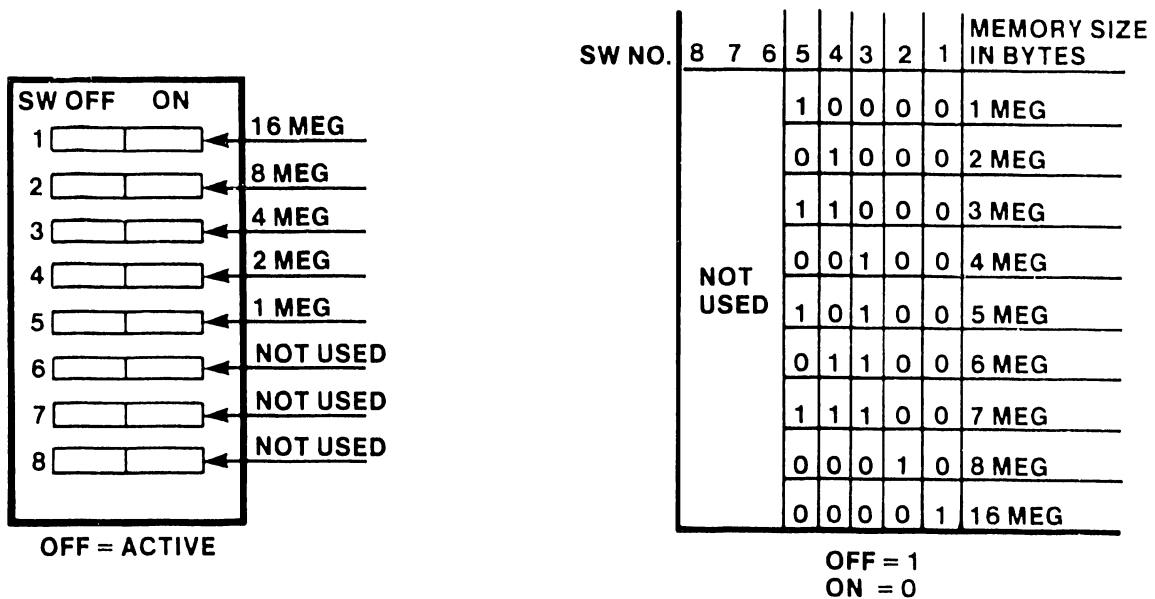 SW OFF ON
1 16 MEG
2 8 MEG
3 4 MEG
4 2 MEG
5 1 MEG
6 NOT USED
7 NOT USED
8 NOT USED
OFF = ACTIVE
MEMORY SIZE
SW NO. 8 7 6 5 4 3 2 1 IN BYTES
1 0 0 0 0 1 MEG
0 1 0 0 0 2 MEG
1 1 0 0 0 3 MEG
0 0 1 0 0 4 MEG
NOT
USED
1 0 1 0 0 5 MEG
0 1 1 0 0 6 MEG
1 1 1 0 0 7 MEG
0 0 0 1 0 8 MEG
0 0 0 0 1 16 MEG
OFF = 1
ON = 0